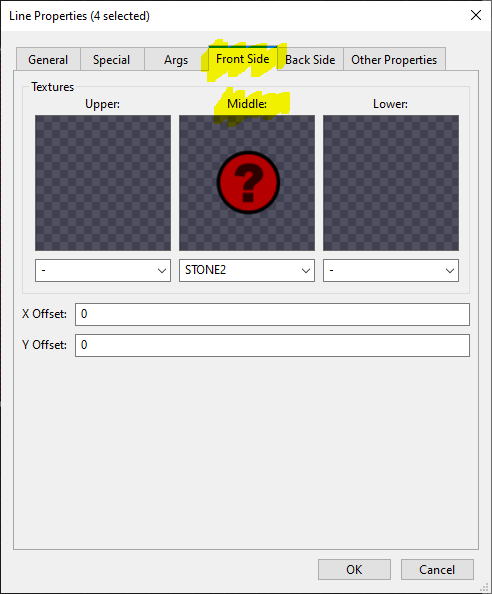 Line Properties (4 selected)
General Special Args Front Side Back Side Other Properties
Textures
Upper: Middle: Lower:
?
- STONE2 -
X Offset: 0
Y Offset: 0
OK Cancel